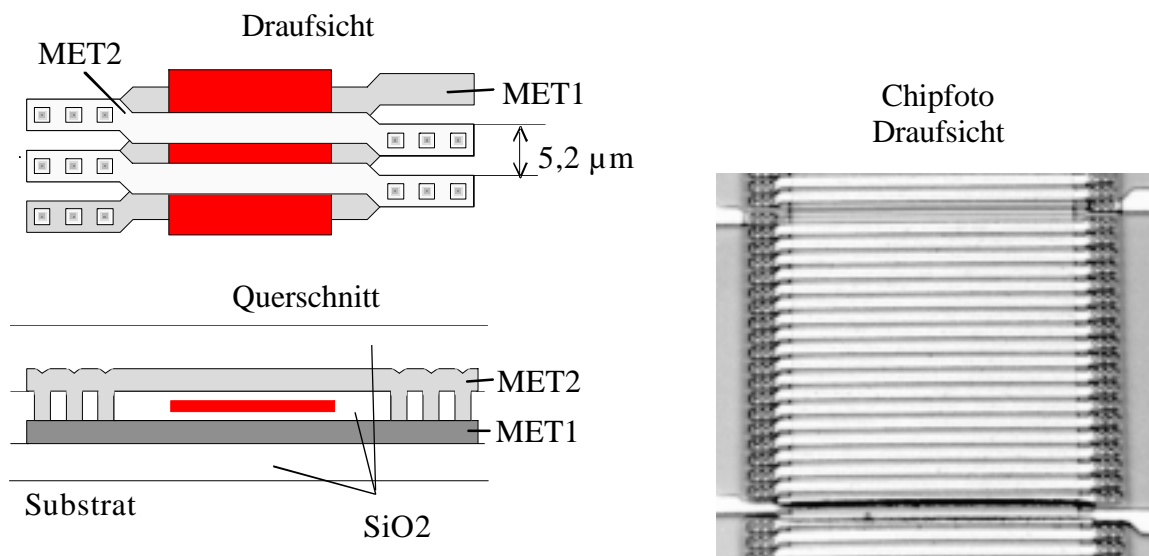 Draufsicht
MET2
MET1
5,2 µm
Chipfoto
Draufsicht
Querschnitt
MET2
MET1
Substrat
SiO2